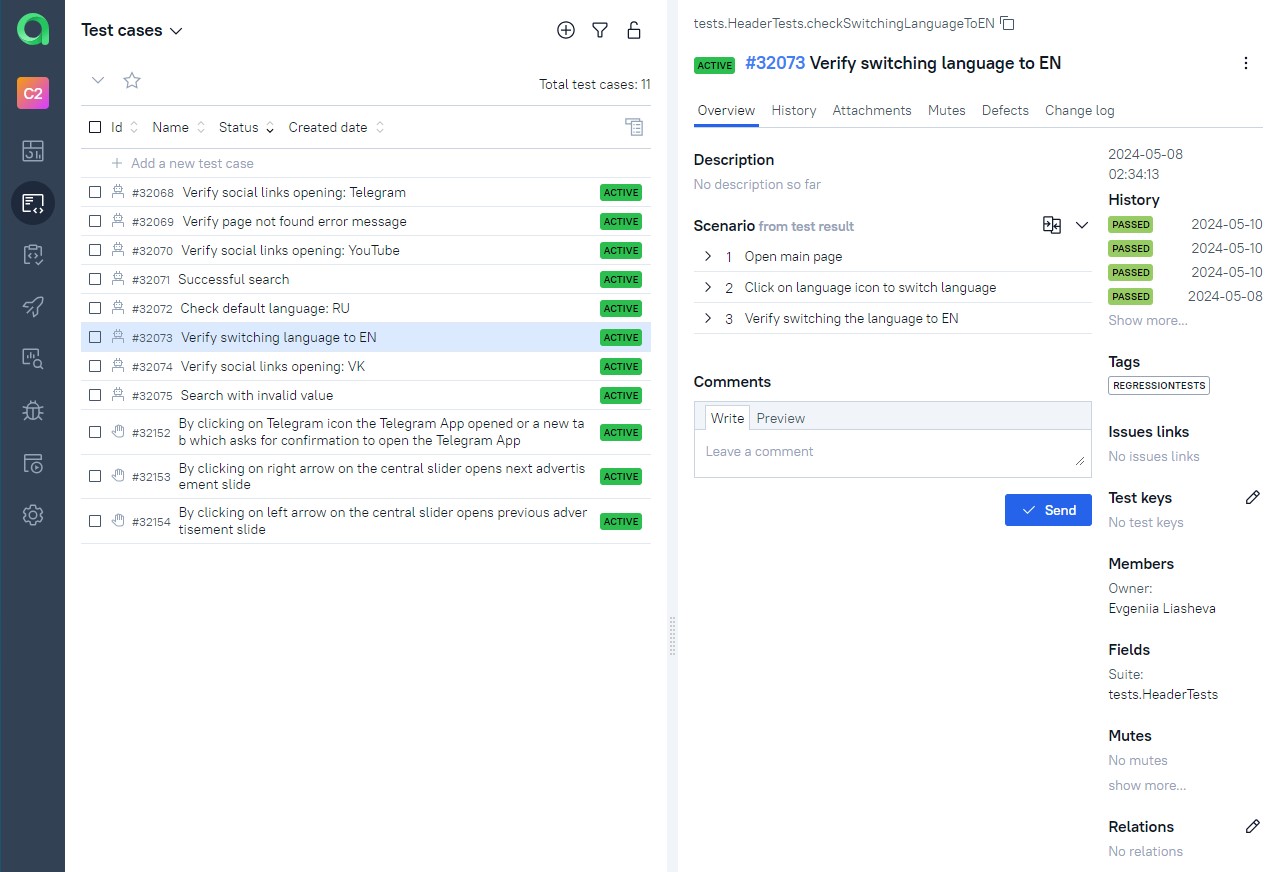 C2
Test cases
Total test cases: 11
Id Name Status Created date
Add a new test case
#32068 Verify social links opening: Telegram ACTIVE
#32069 Verify page not found error message ACTIVE
#32070 Verify social links opening: YouTube ACTIVE
#32071 Successful search ACTIVE
#32072 Check default language: RU ACTIVE
#32073 Verify switching language to EN ACTIVE
#32074 Verify social links opening: VK ACTIVE
#32075 Search with invalid value ACTIVE
#32152 By clicking on Telegram icon the Telegram App opened or a new ta
b which asks for confirmation to open the Telegram App ACTIVE
#32153 By clicking on right arrow on the central slider opens next advertis
ement slide ACTIVE
#32154 By clicking on left arrow on the central slider opens previous adver
tisement slide ACTIVE
tests.HeaderTests.checkSwitchingLanguageToEN
ACTIVE #32073 Verify switching language to EN
Overview History Attachments Mutes Defects Change log
Description
No description so far
Scenario from test result
1 Open main page
2 Click on language icon to switch language
3 Verify switching the language to EN
Comments
Write Preview
Leave a comment
Send
2024-05-08
02:34:13
History
PASSED 2024-05-10
PASSED 2024-05-10
PASSED 2024-05-10
PASSED 2024-05-08
Show more...
Tags
REGRESSIONTESTS
Issues links
No issues links
Test keys
No test keys
Members
Owner:
Evgeniia Liasheva
Fields
Suite:
tests.HeaderTests
Mutes
No mutes
show more...
Relations
No relations